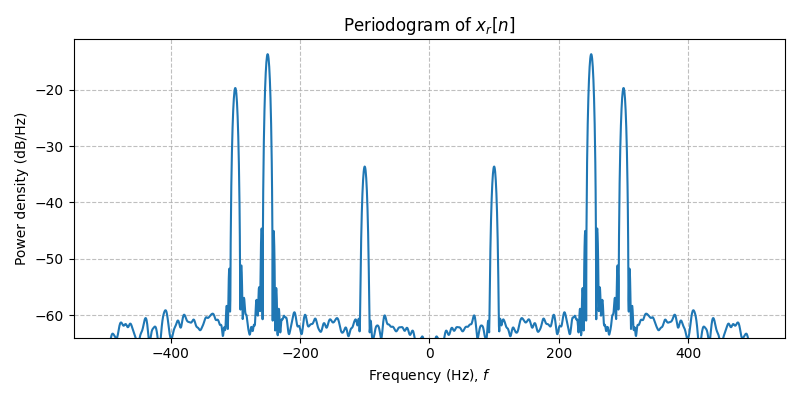 Periodogram of x_r[n]
Power density (dB/Hz)
−20
−30
−40
−50
−60
−400 −200 0 200 400
Frequency (Hz), f